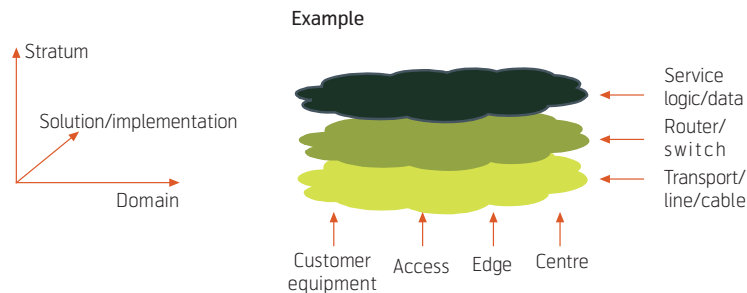 Example
Stratum
Solution/implementation
Domain
Service
logic/data
Router/
switch
Transport/
line/cable
Customer
equipment
Access
Edge
Centre